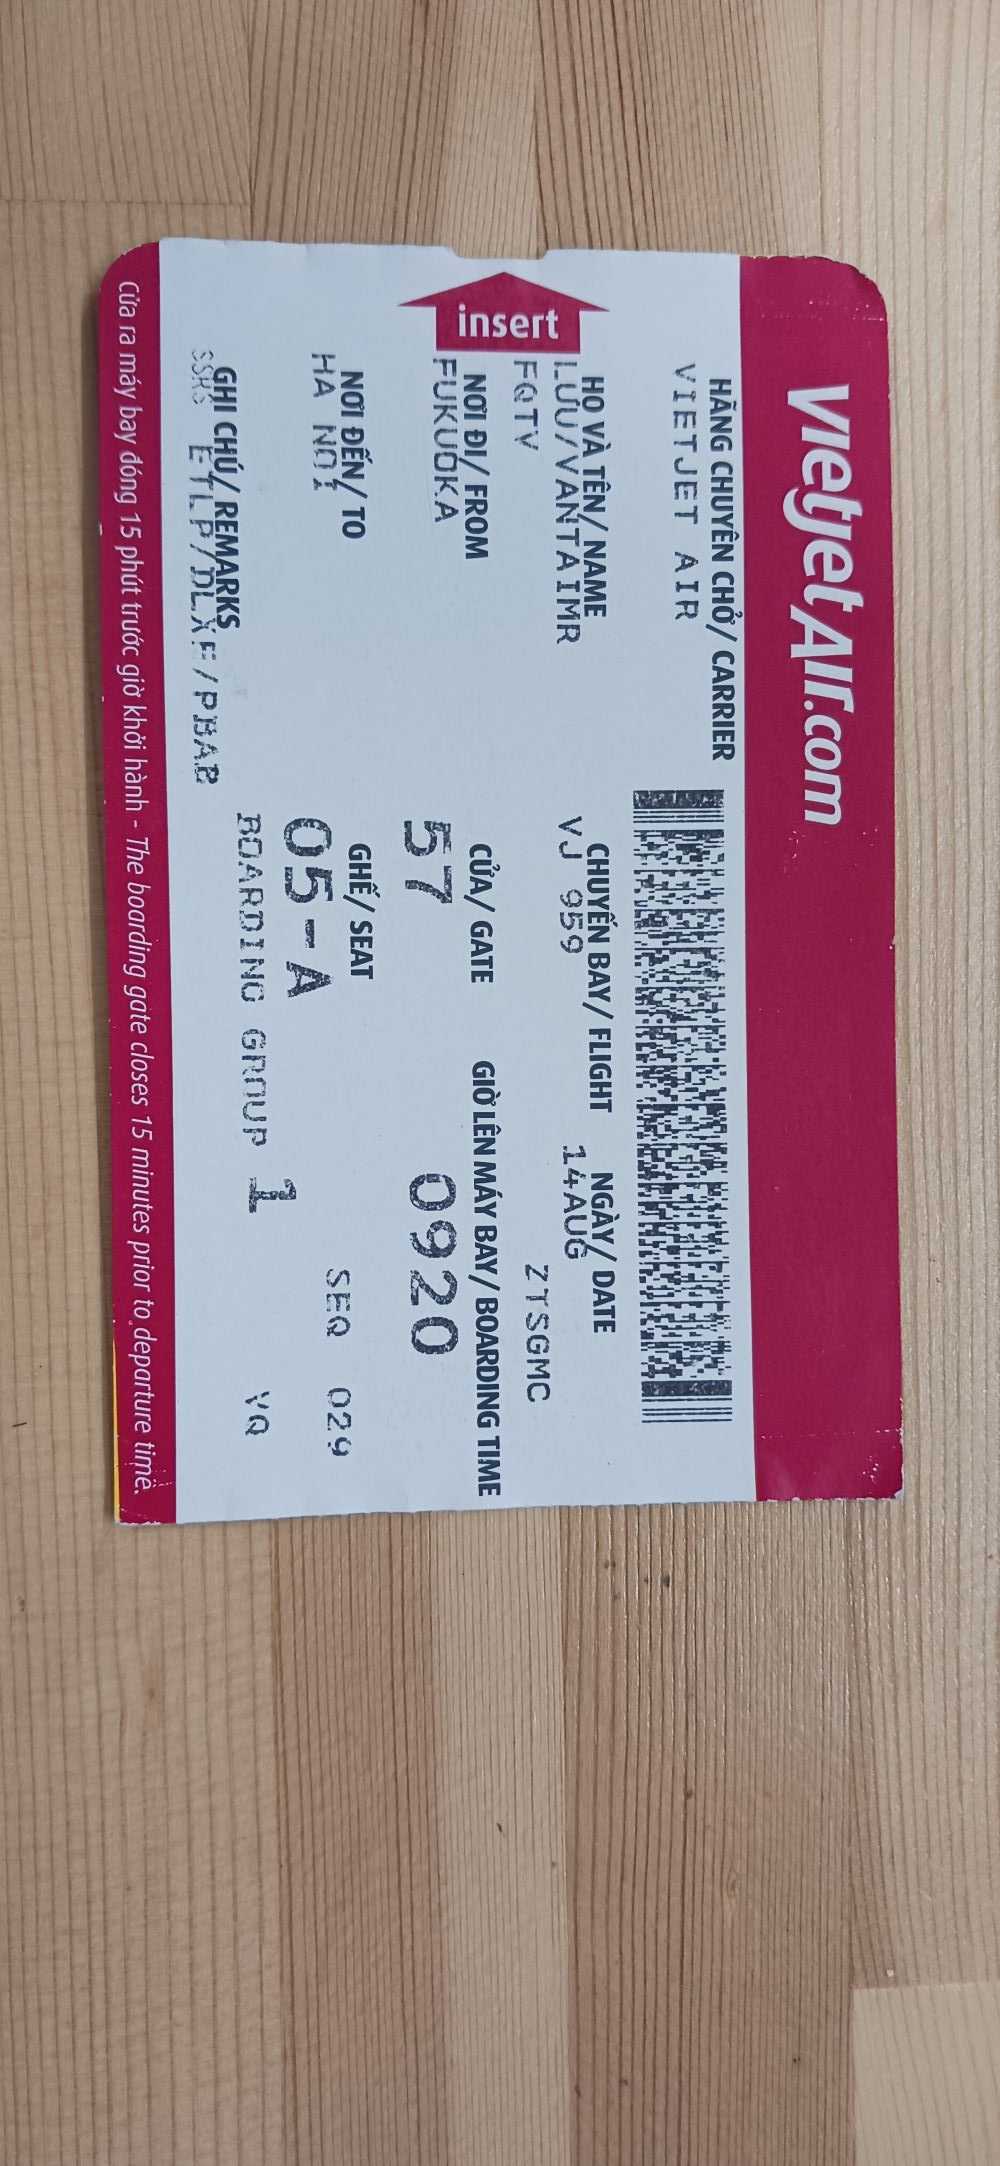 vietjetAir.com
HÃNG CHUYÊN CHỞ/ CARRIER
VIETJET AIR
HỌ VÀ TÊN/ NAME
LUU/VANTAIMR
FQTV
CHUYẾN BAY/ FLIGHT
VJ 959
NGÀY/ DATE
14AUG
ZTSGMC
insert
NƠI ĐI/ FROM
FUKUOKA
CỬA/ GATE
57
GIỜ LÊN MÁY BAY/ BOARDING TIME
0920
NƠI ĐẾN/ TO
HA NOI
GHẾ/ SEAT
05-A
SEQ 029
GHI CHÚ/ REMARKS
BOARDING GROUP 1
VQ
SSRS ETLP/DLXF/PBAB
Cửa ra máy bay đóng 15 phút trước giờ khởi hành - The boarding gate closes 15 minutes prior to departure time.